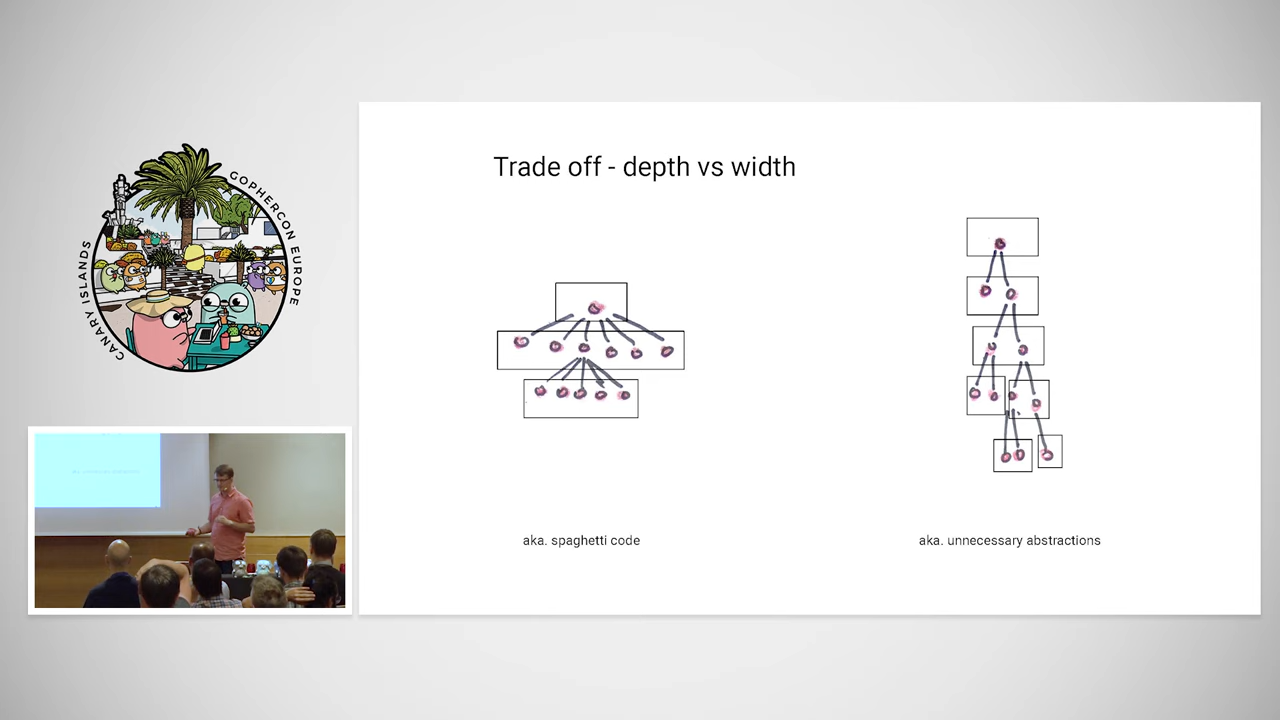 GOPHERCON EUROPE
CANARY ISLANDS
Trade off - depth vs width
aka. spaghetti code
aka. unnecessary abstractions